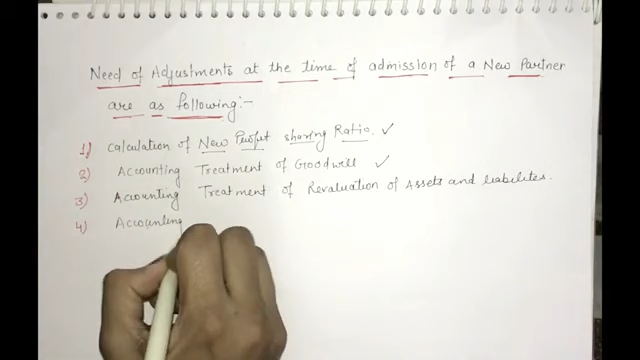 Need of Adjustments at the time of admission of a New Partner
are as following:-
1) Calculation of New Profit sharing Ratio. ✓
2) Accounting Treatment of Goodwill ✓
3) Accounting Treatment of Revaluation of Assets and liabilites.
4) Accounting